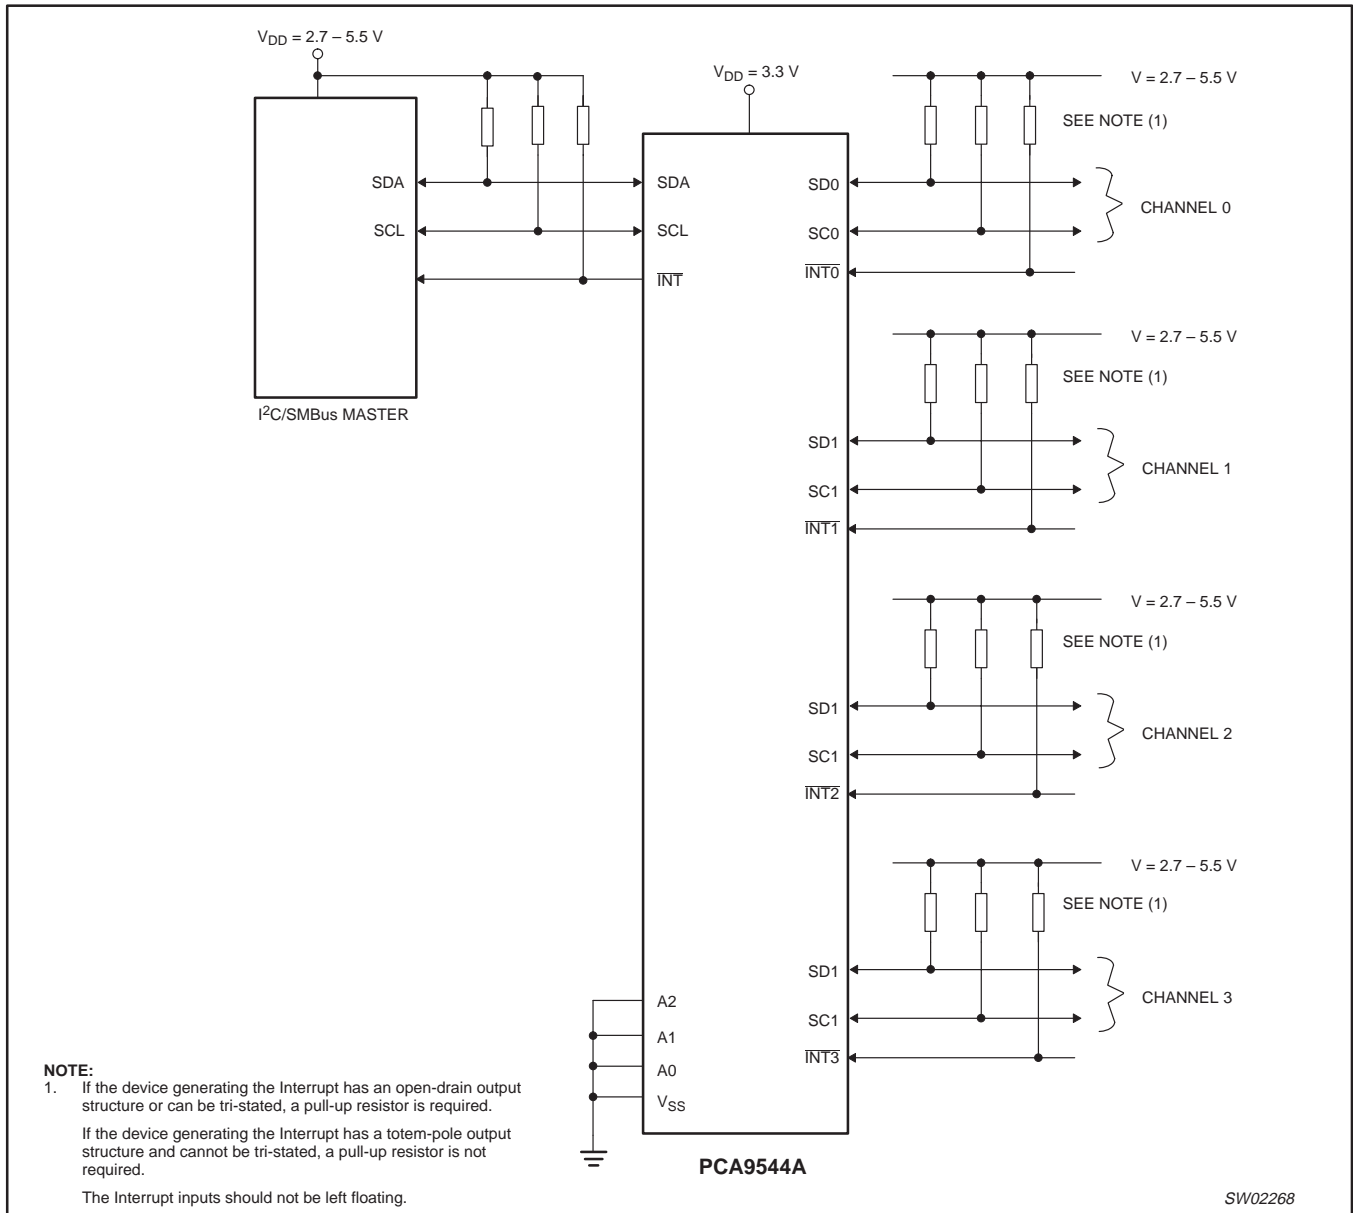 V_DD = 2.7 – 5.5 V
V_DD = 3.3 V
V = 2.7 – 5.5 V
SEE NOTE (1)
SDA
SDA
SD0
CHANNEL 0
SCL
SCL
SC0
INT
INT0
V = 2.7 – 5.5 V
SEE NOTE (1)
I²C/SMBus MASTER
SD1
CHANNEL 1
SC1
INT1
V = 2.7 – 5.5 V
SEE NOTE (1)
SD1
CHANNEL 2
SC1
INT2
V = 2.7 – 5.5 V
SEE NOTE (1)
SD1
CHANNEL 3
SC1
INT3
A2
A1
A0
V_SS
NOTE:
1. If the device generating the Interrupt has an open-drain output
structure or can be tri-stated, a pull-up resistor is required.
If the device generating the Interrupt has a totem-pole output
structure and cannot be tri-stated, a pull-up resistor is not
required.
The Interrupt inputs should not be left floating.
PCA9544A
SW02268